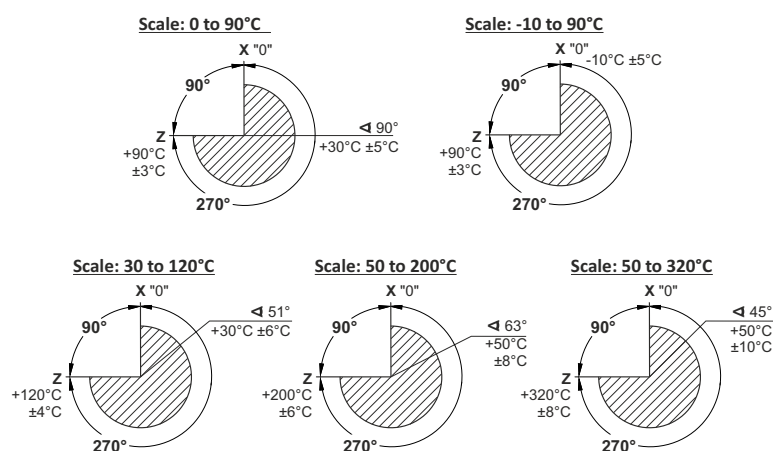 Scale: 0 to 90°C
X "0"
90°
∢ 90°
+30°C ±5°C
Z
+90°C
±3°C
270°
Scale: -10 to 90°C
X "0"
-10°C ±5°C
90°
Z
+90°C
±3°C
270°
Scale: 30 to 120°C
X "0"
90°
∢ 51°
+30°C ±6°C
Z
+120°C
±4°C
270°
Scale: 50 to 200°C
X "0"
90°
∢ 63°
+50°C
±8°C
Z
+200°C
±6°C
270°
Scale: 50 to 320°C
X "0"
90°
∢ 45°
+50°C
±10°C
Z
+320°C
±8°C
270°